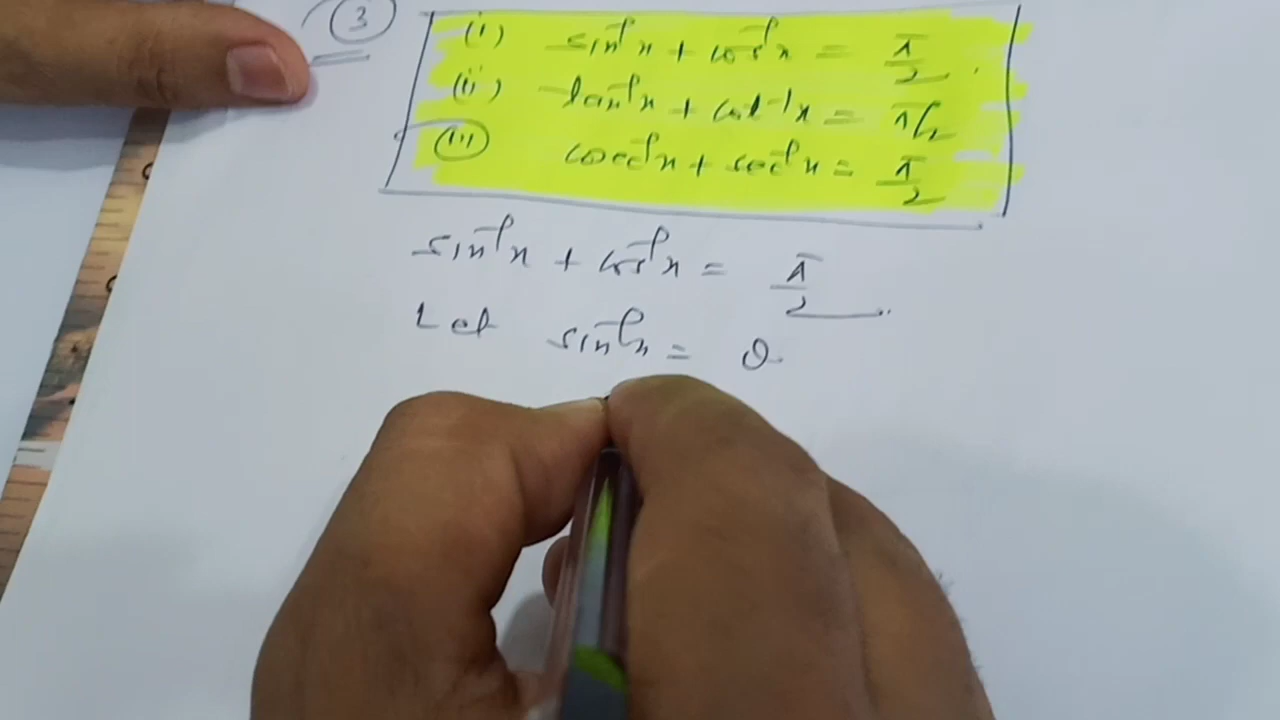 3
(i) sin⁻¹x + cos⁻¹x = π/2.
(ii) tan⁻¹x + cot⁻¹x = π/2
(iii) cosec⁻¹x + sec⁻¹x = π/2
sin⁻¹x + cos⁻¹x = π/2.
Let sin⁻¹x = θ